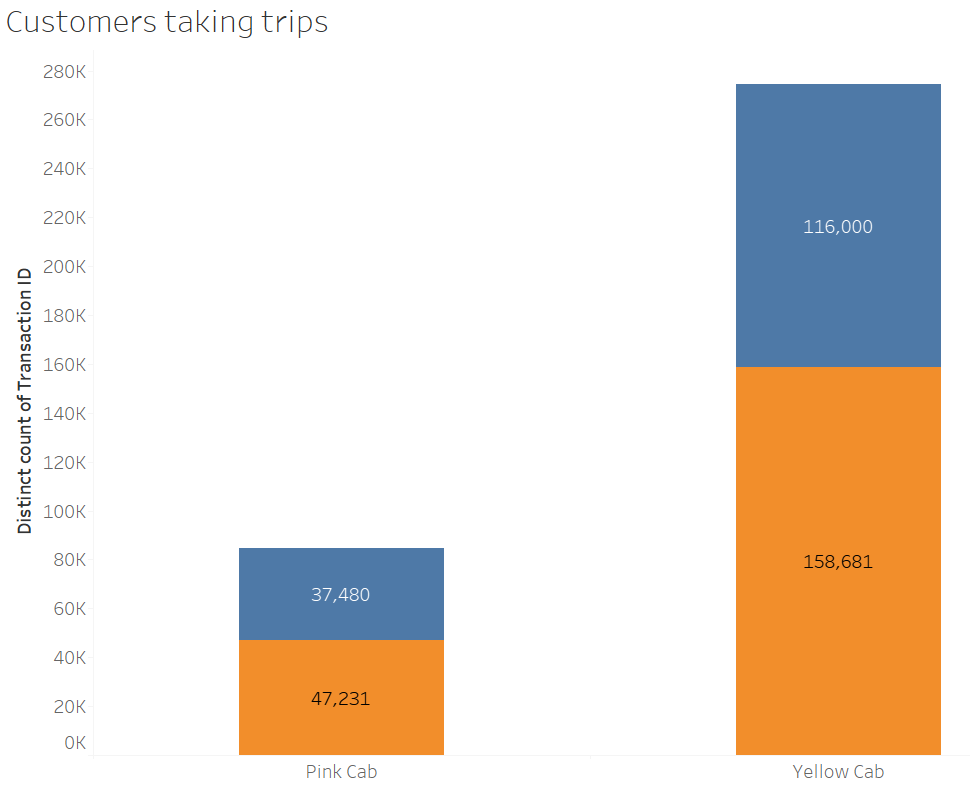 Customers taking trips
280K
260K
240K
220K
200K
180K
160K
140K
120K
100K
80K
60K
40K
20K
0K
Distinct count of Transaction ID
37,480
47,231
116,000
158,681
Pink Cab
Yellow Cab